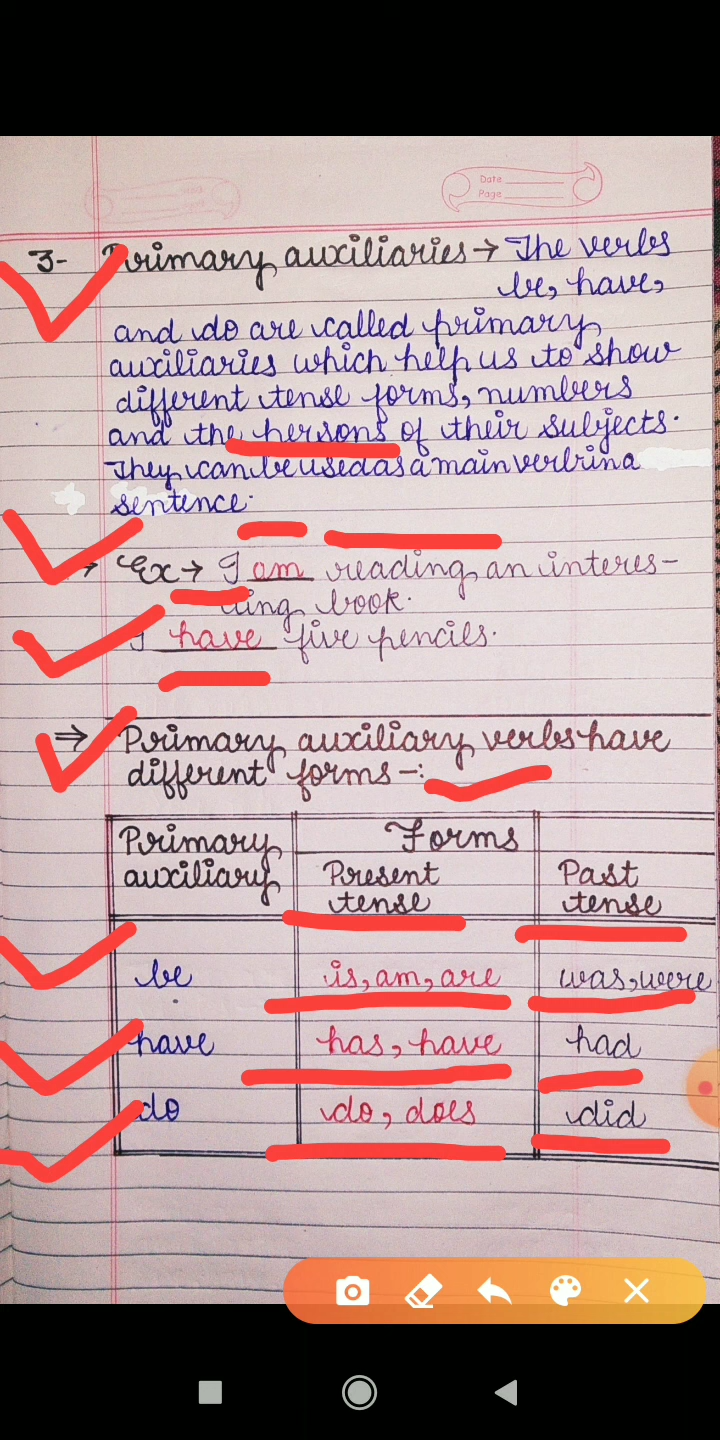 Date
Page
3- Primary auxiliaries → The verbs
be, have,
and do are called primary
auxiliaries which help us to show
different tense forms, numbers
and the persons of their subjects.
They can be used as a main verb in a
sentence.
→ Ex → I am reading an interes-
ting book.
I have five pencils.
⇒ Primary auxiliary verbs have
different forms -:
Primary Forms
auxiliary Present Past
tense tense
be is, am, are was, were
have has, have had
do do, does did